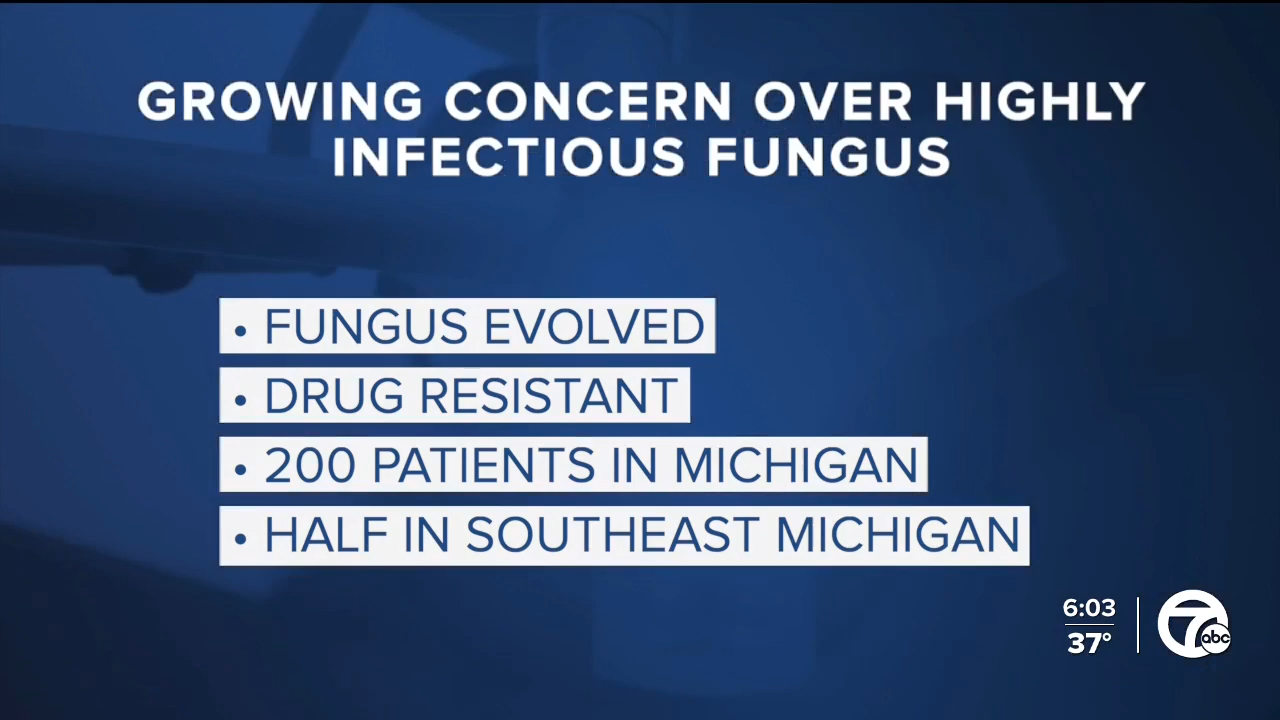 GROWING CONCERN OVER HIGHLY
INFECTIOUS FUNGUS
• FUNGUS EVOLVED
• DRUG RESISTANT
• 200 PATIENTS IN MICHIGAN
• HALF IN SOUTHEAST MICHIGAN
6:03
37°
7 abc